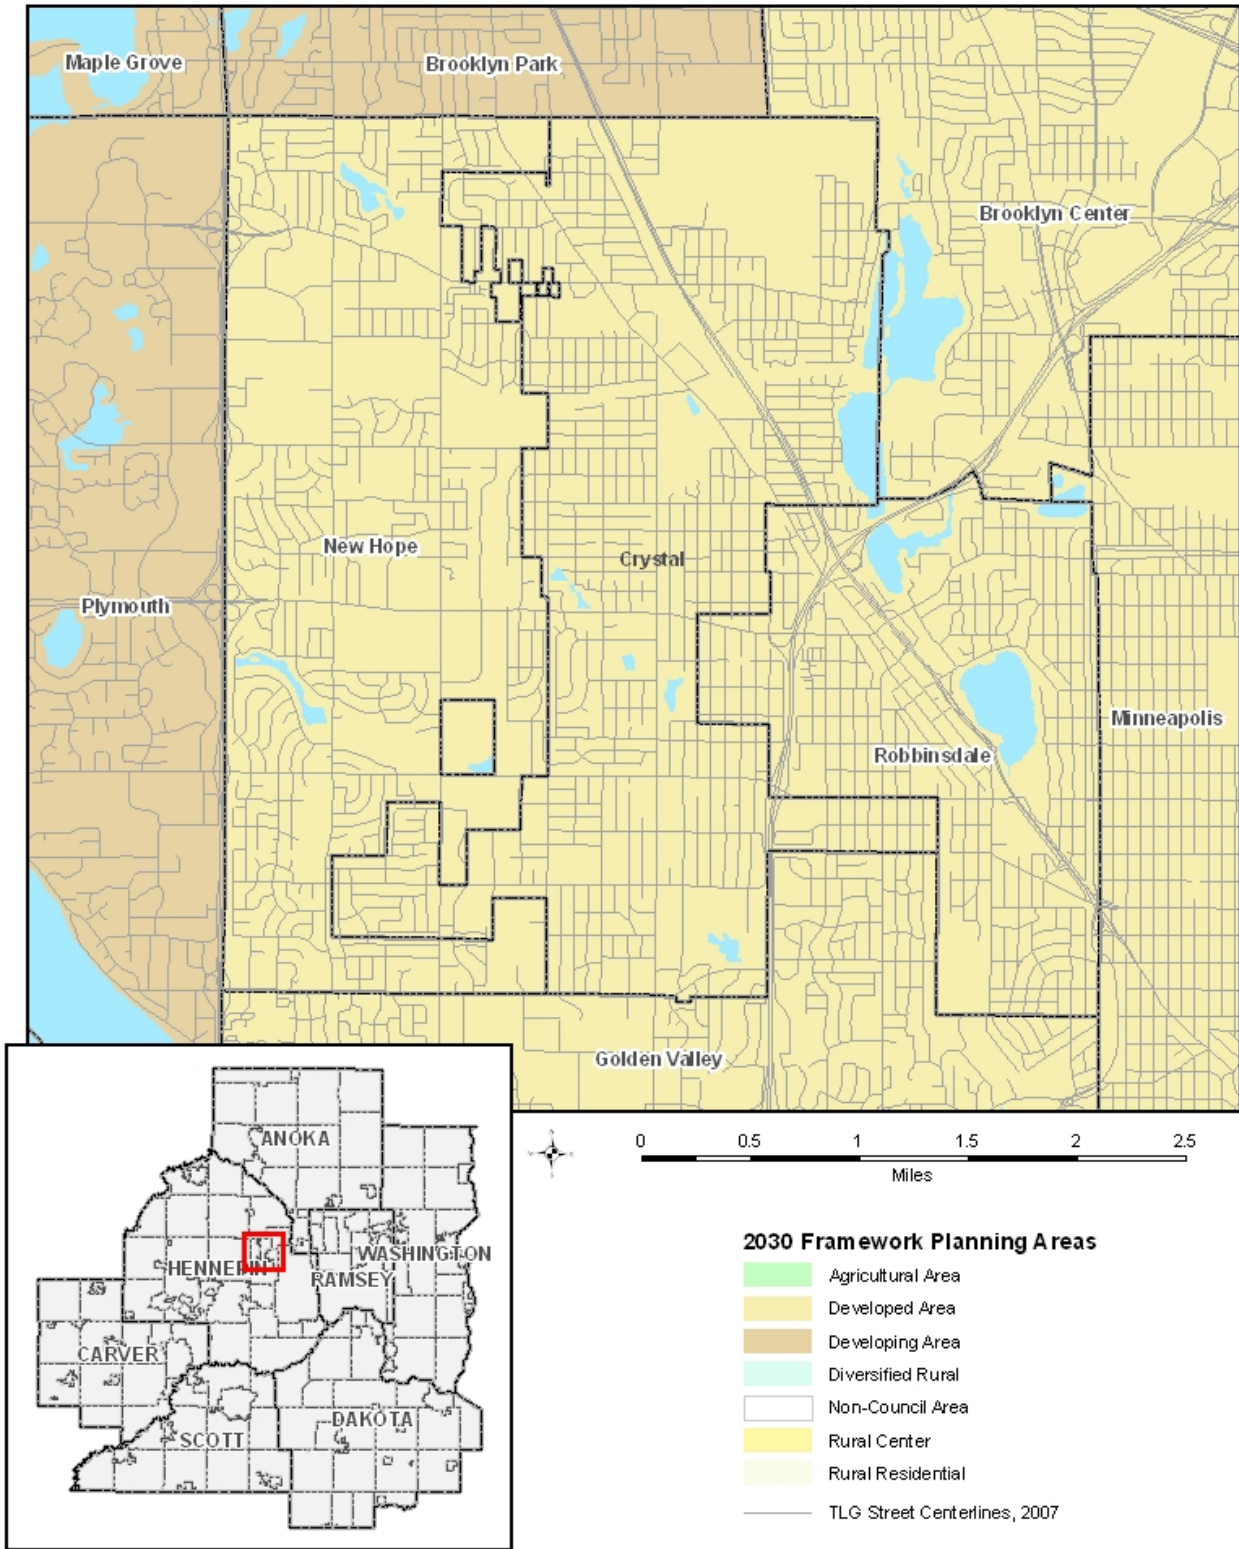 Maple Grove
Brooklyn Park
Brooklyn Center
New Hope
Crystal
Plymouth
Minneapolis
Robbinsdale
Golden Valley
ANOKA
WASHINGTON
HENNEPIN
RAMSEY
CARVER
DAKOTA
SCOTT
0 0.5 1 1.5 2 2.5
Miles
2030 Framework Planning Areas
Agricultural Area
Developed Area
Developing Area
Diversified Rural
Non-Council Area
Rural Center
Rural Residential
TLG Street Centerlines, 2007